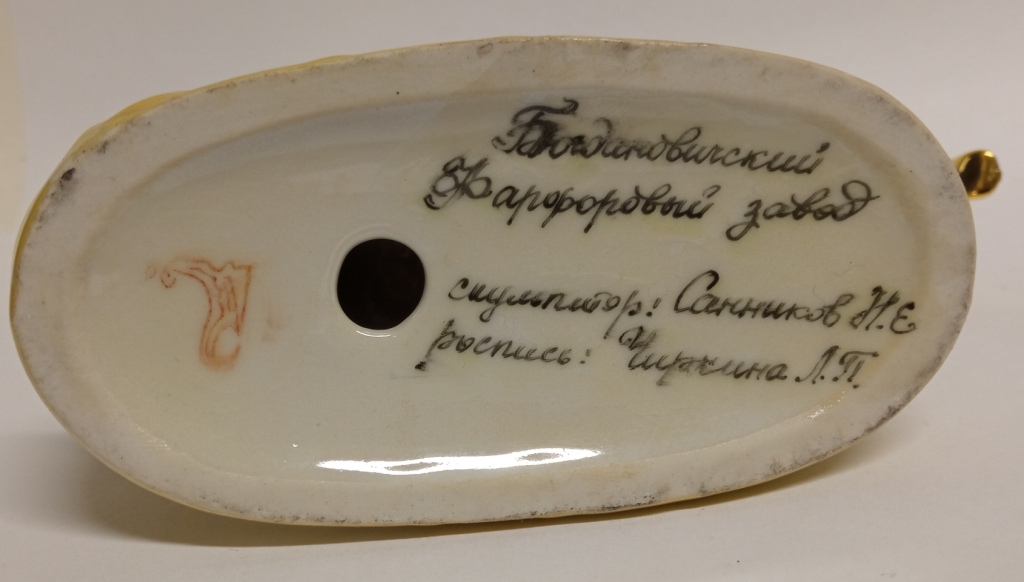 Богдановичский
Фарфоровый завод
скульптор: Санников Н.Е
роспись: Чиркина Л.П.